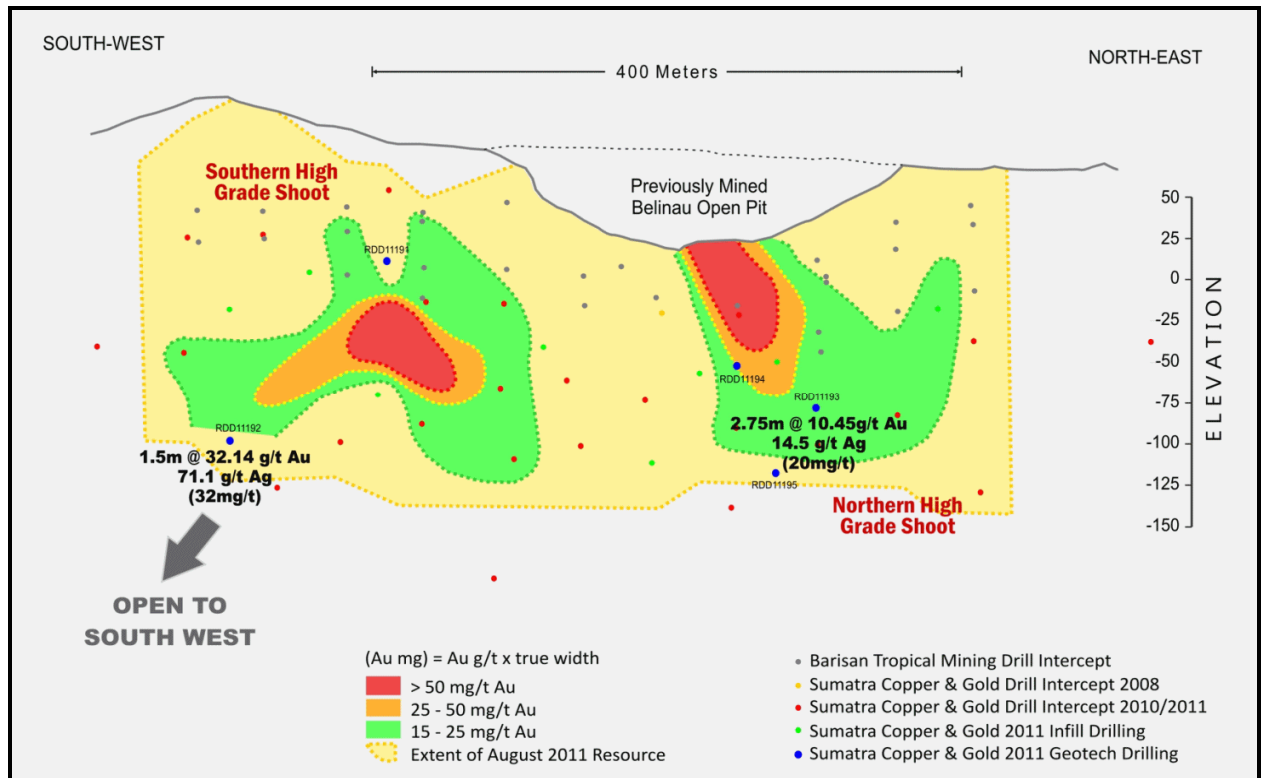 SOUTH-WEST
NORTH-EAST
400 Meters
Southern High
Grade Shoot
Previously Mined
Belinau Open Pit
RDD11191
50
25
0
-25
-50
-75
-100
-125
-150
ELEVATION
RDD11194
RDD11193
2.75m @ 10.45g/t Au
14.5 g/t Ag
(20mg/t)
RDD11192
1.5m @ 32.14 g/t Au
71.1 g/t Ag
(32mg/t)
RDD11195
Northern High
Grade Shoot
OPEN TO
SOUTH WEST
(Au mg) = Au g/t x true width
> 50 mg/t Au
25 - 50 mg/t Au
15 - 25 mg/t Au
Extent of August 2011 Resource
Barisan Tropical Mining Drill Intercept
Sumatra Copper & Gold Drill Intercept 2008
Sumatra Copper & Gold Drill Intercept 2010/2011
Sumatra Copper & Gold 2011 Infill Drilling
Sumatra Copper & Gold 2011 Geotech Drilling